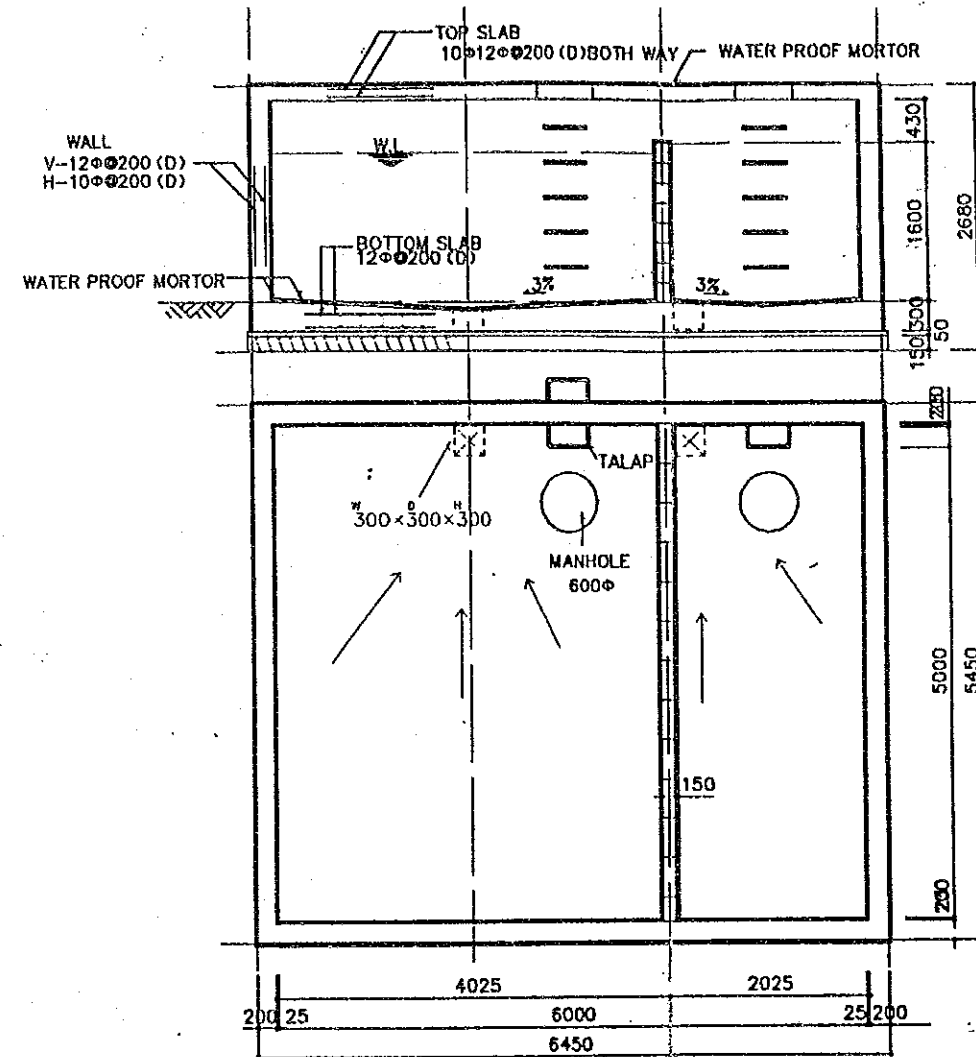 TOP SLAB
10Φ12Φ@200 (D)BOTH WAY
WATER PROOF MORTOR
WALL
V-12Φ@200 (D)
H-10Φ@200 (D)
W.L
BOTTOM SLAB
12Φ@200 (D)
WATER PROOF MORTOR
3%
3%
430
1600
2680
300
50
150
TALAP
W D H
300×300×300
MANHOLE
600Φ
5000
5450
150
4025
2025
200 25
6000
25 200
6450